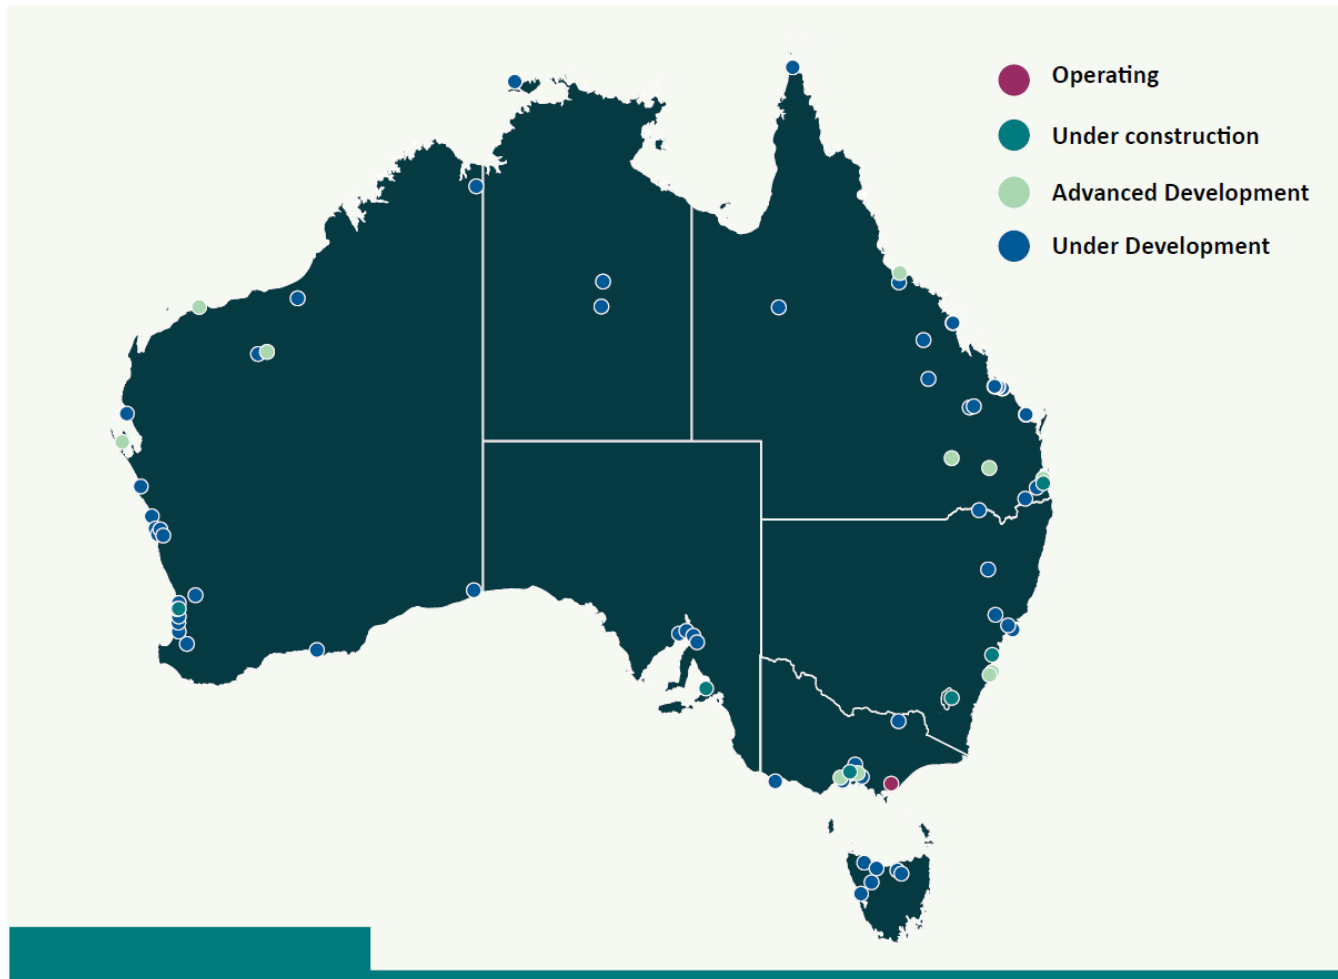 Operating
Under construction
Advanced Development
Under Development